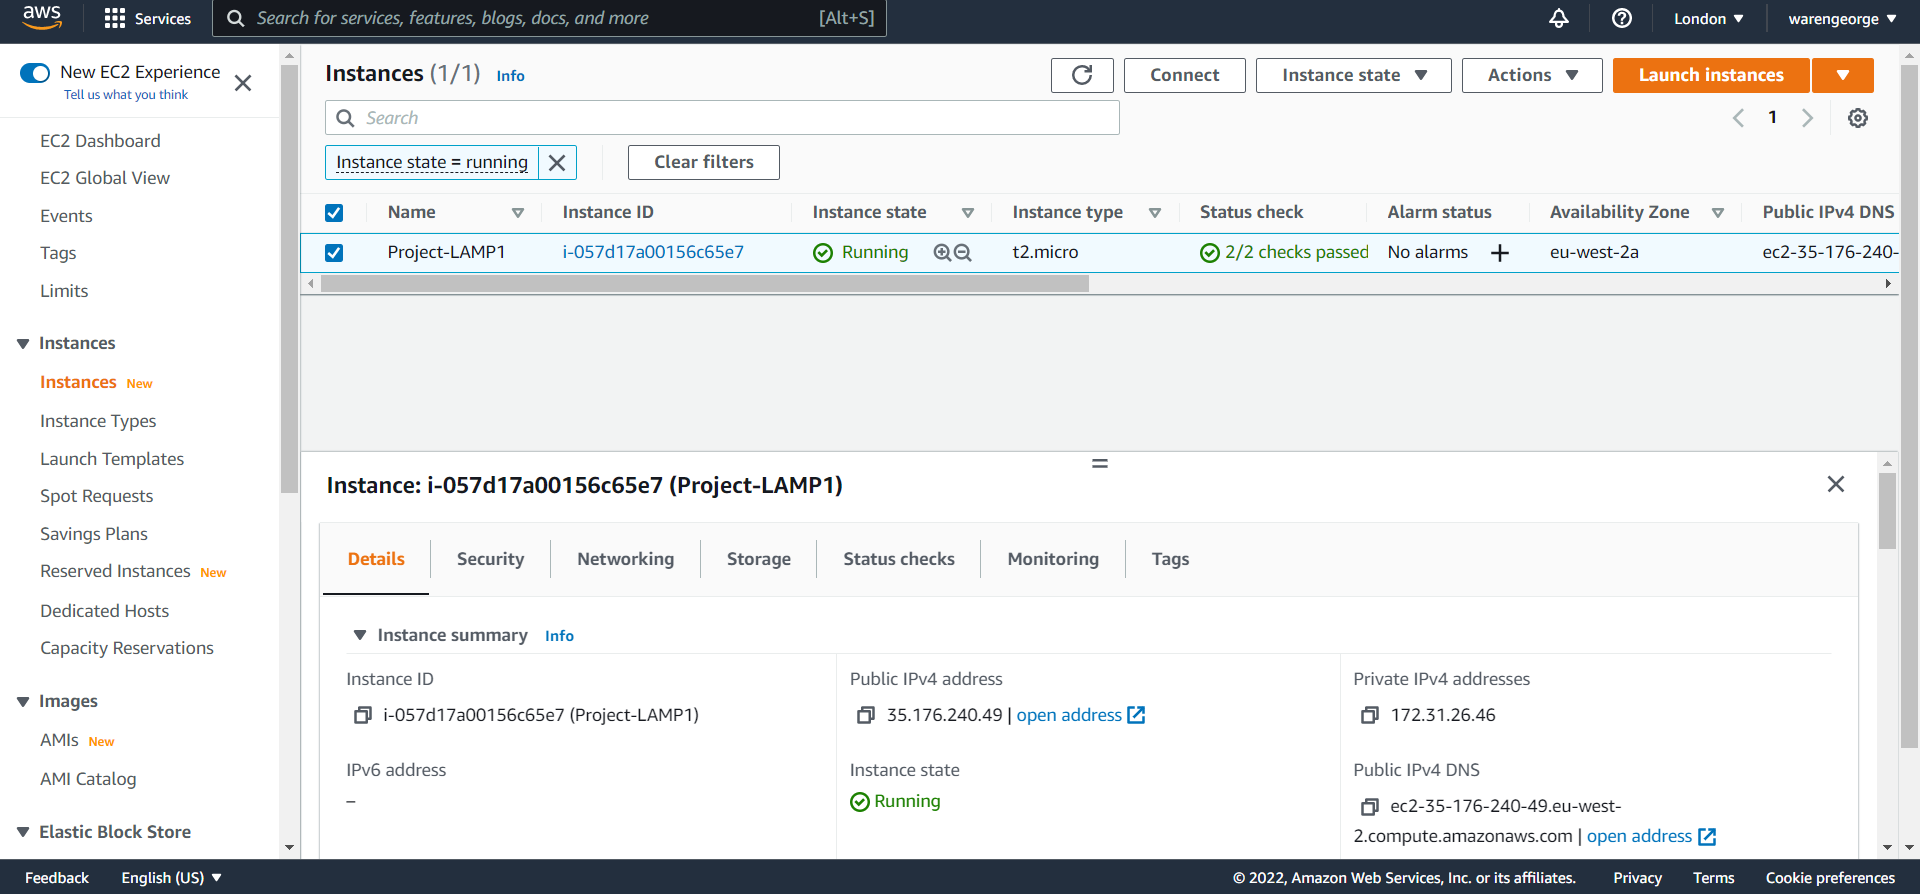 aws
Services
Search for services, features, blogs, docs, and more
[Alt+S]
London
warengeorge
New EC2 Experience
Tell us what you think
EC2 Dashboard
EC2 Global View
Events
Tags
Limits
Instances
Instances New
Instance Types
Launch Templates
Spot Requests
Savings Plans
Reserved Instances New
Dedicated Hosts
Capacity Reservations
Images
AMIs New
AMI Catalog
Elastic Block Store
Instances (1/1) Info
Connect
Instance state
Actions
Launch instances
Search
1
Instance state = running
Clear filters
Name Instance ID Instance state Instance type Status check Alarm status Availability Zone Public IPv4 DNS
Project-LAMP1 i-057d17a00156c65e7 Running t2.micro 2/2 checks passed No alarms + eu-west-2a ec2-35-176-240-
Instance: i-057d17a00156c65e7 (Project-LAMP1)
Details Security Networking Storage Status checks Monitoring Tags
Instance summary Info
Instance ID
i-057d17a00156c65e7 (Project-LAMP1)
Public IPv4 address
35.176.240.49 | open address
Private IPv4 addresses
172.31.26.46
IPv6 address
–
Instance state
Running
Public IPv4 DNS
ec2-35-176-240-49.eu-west-
2.compute.amazonaws.com | open address
Feedback English (US) © 2022, Amazon Web Services, Inc. or its affiliates. Privacy Terms Cookie preferences